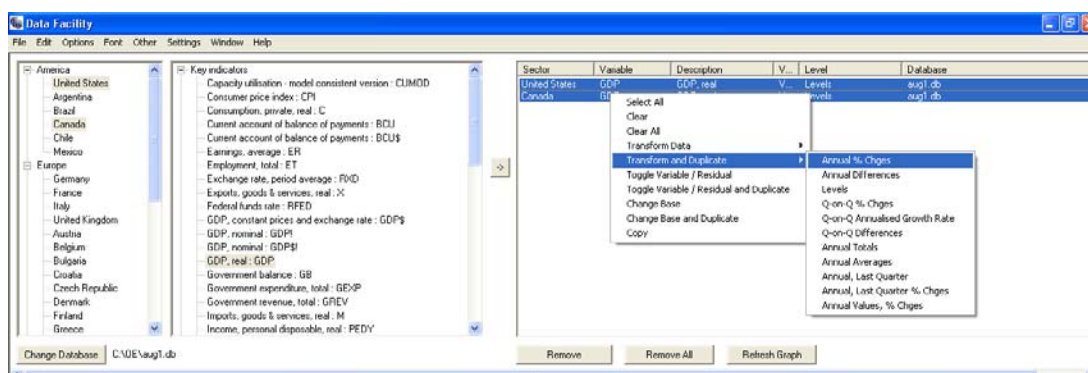 Data Facility
File Edit Options Font Other Settings Window Help
America
United States
Argentina
Brazil
Canada
Chile
Mexico
Europe
Germany
France
Italy
United Kingdom
Austria
Belgium
Bulgaria
Croatia
Czech Republic
Denmark
Finland
Greece
Key indicators
Capacity utilisation - model consistent version : CUMOD
Consumer price index : CPI
Consumption, private, real : C
Current account of balance of payments : BCU
Current account of balance of payments : BCU$
Earnings, average : ER
Employment, total : ET
Exchange rate, period average : RXD
Exports, goods & services, real : X
Federal funds rate : RFED
GDP, constant prices and exchange rate : GDP$
GDP, nominal : GDP!
GDP, nominal : GDP$!
GDP, real : GDP
Government balance : GB
Government expenditure, total : GEXP
Government revenue, total : GREV
Imports, goods & services, real : M
Income, personal disposable, real : PEDY
->
Sector Variable Description V... Level Database
United States GDP GDP, real V... Levels aug1.db
Canada Levels aug1.db
Select All
Clear
Clear All
Transform Data
Transform and Duplicate
Toggle Variable / Residual
Toggle Variable / Residual and Duplicate
Change Base
Change Base and Duplicate
Copy
Annual % Chges
Annual Differences
Levels
Q-on-Q % Chges
Q-on-Q Annualised Growth Rate
Q-on-Q Differences
Annual Totals
Annual Averages
Annual, Last Quarter
Annual, Last Quarter % Chges
Annual Values, % Chges
Change Database C:\OE\aug1.db
Remove Remove All Refresh Graph